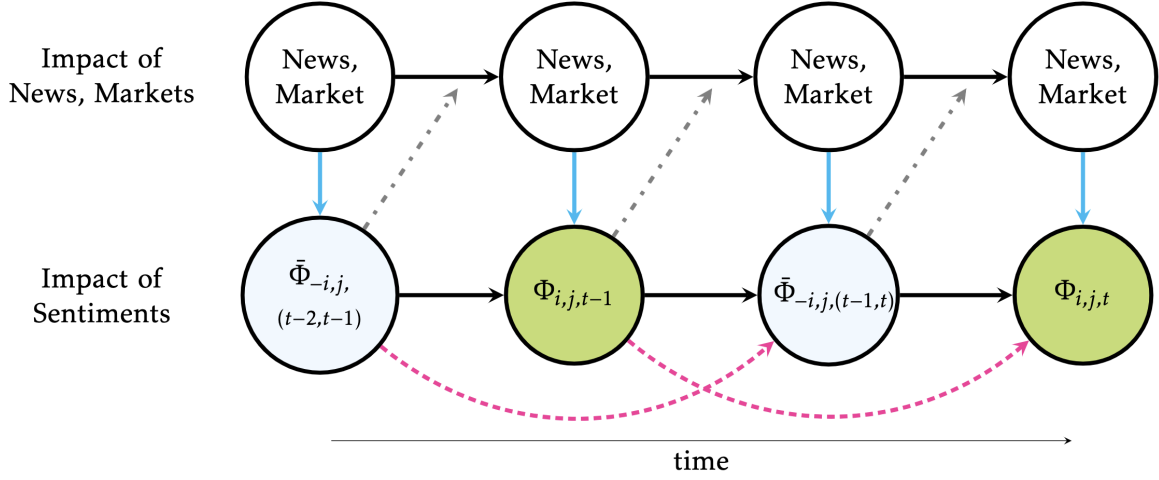 Impact of
News, Markets
News,
Market
News,
Market
News,
Market
News,
Market
Impact of
Sentiments
Φ̄₋ᵢ,ⱼ,
(t−2,t−1)
Φi,j,t−1
Φ̄−i,j,(t−1,t)
Φi,j,t
time